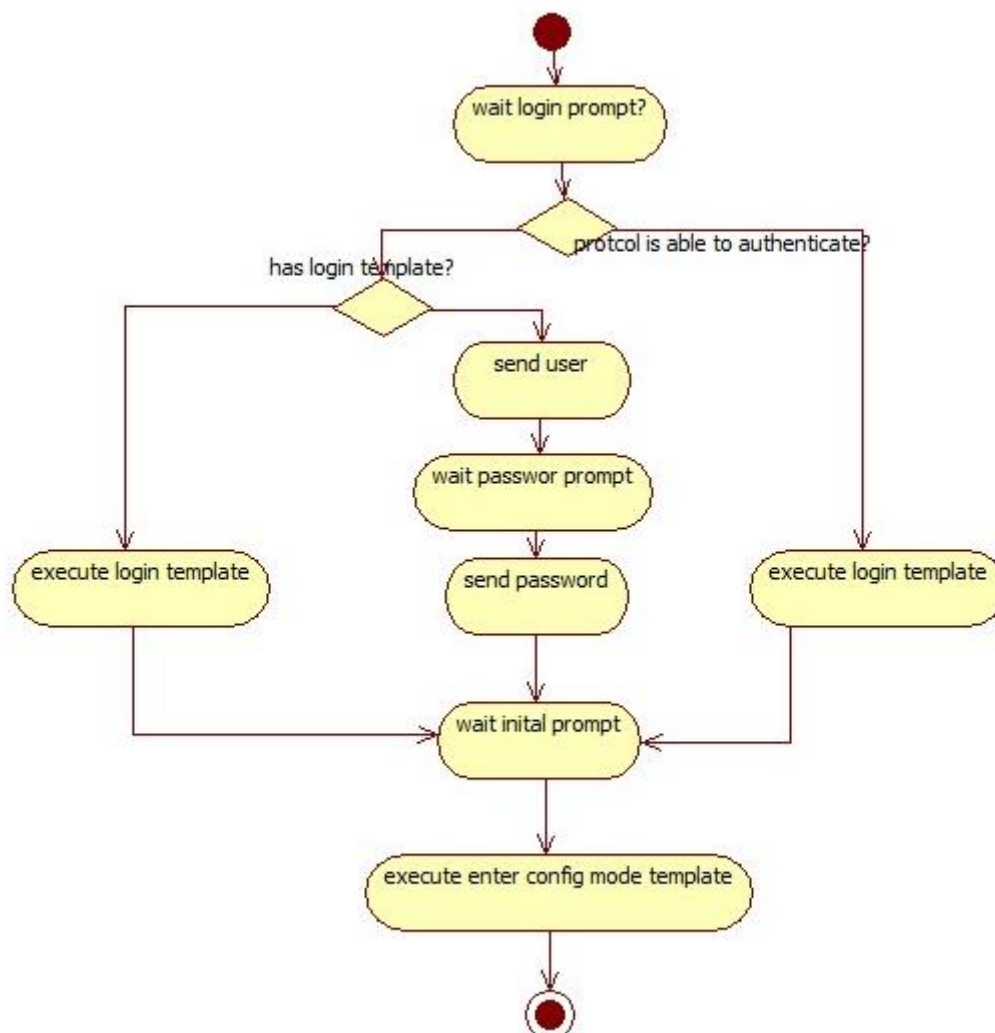 wait login prompt?
protcol is able to authenticate?
has login template?
send user
wait passwor prompt
execute login template
send password
execute login template
wait inital prompt
execute enter config mode template